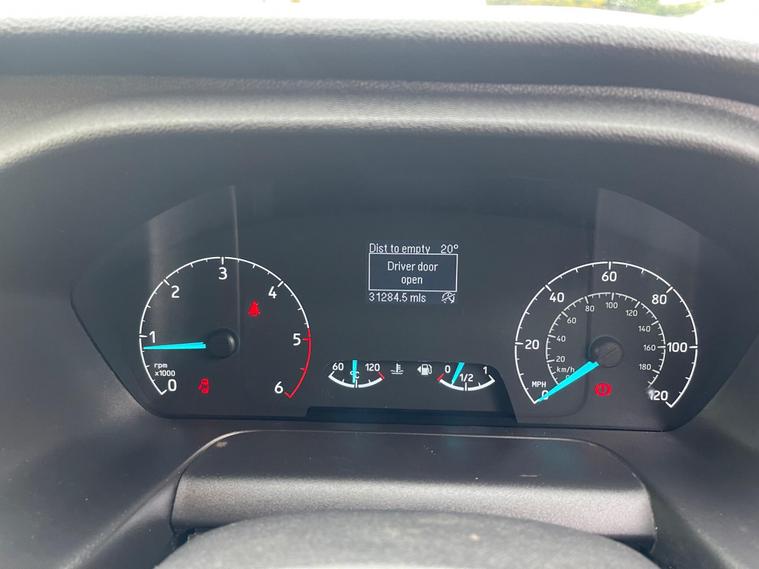 Dist to empty 20°
Driver door
open
31284.5 mls
0 1 2 3 4 5 6
rpm
x1000
60 °C 120
0 1/2 1
0 20 40 60 80 100 120
MPH
20 40 60 80 100 120 140 160 180
km/h